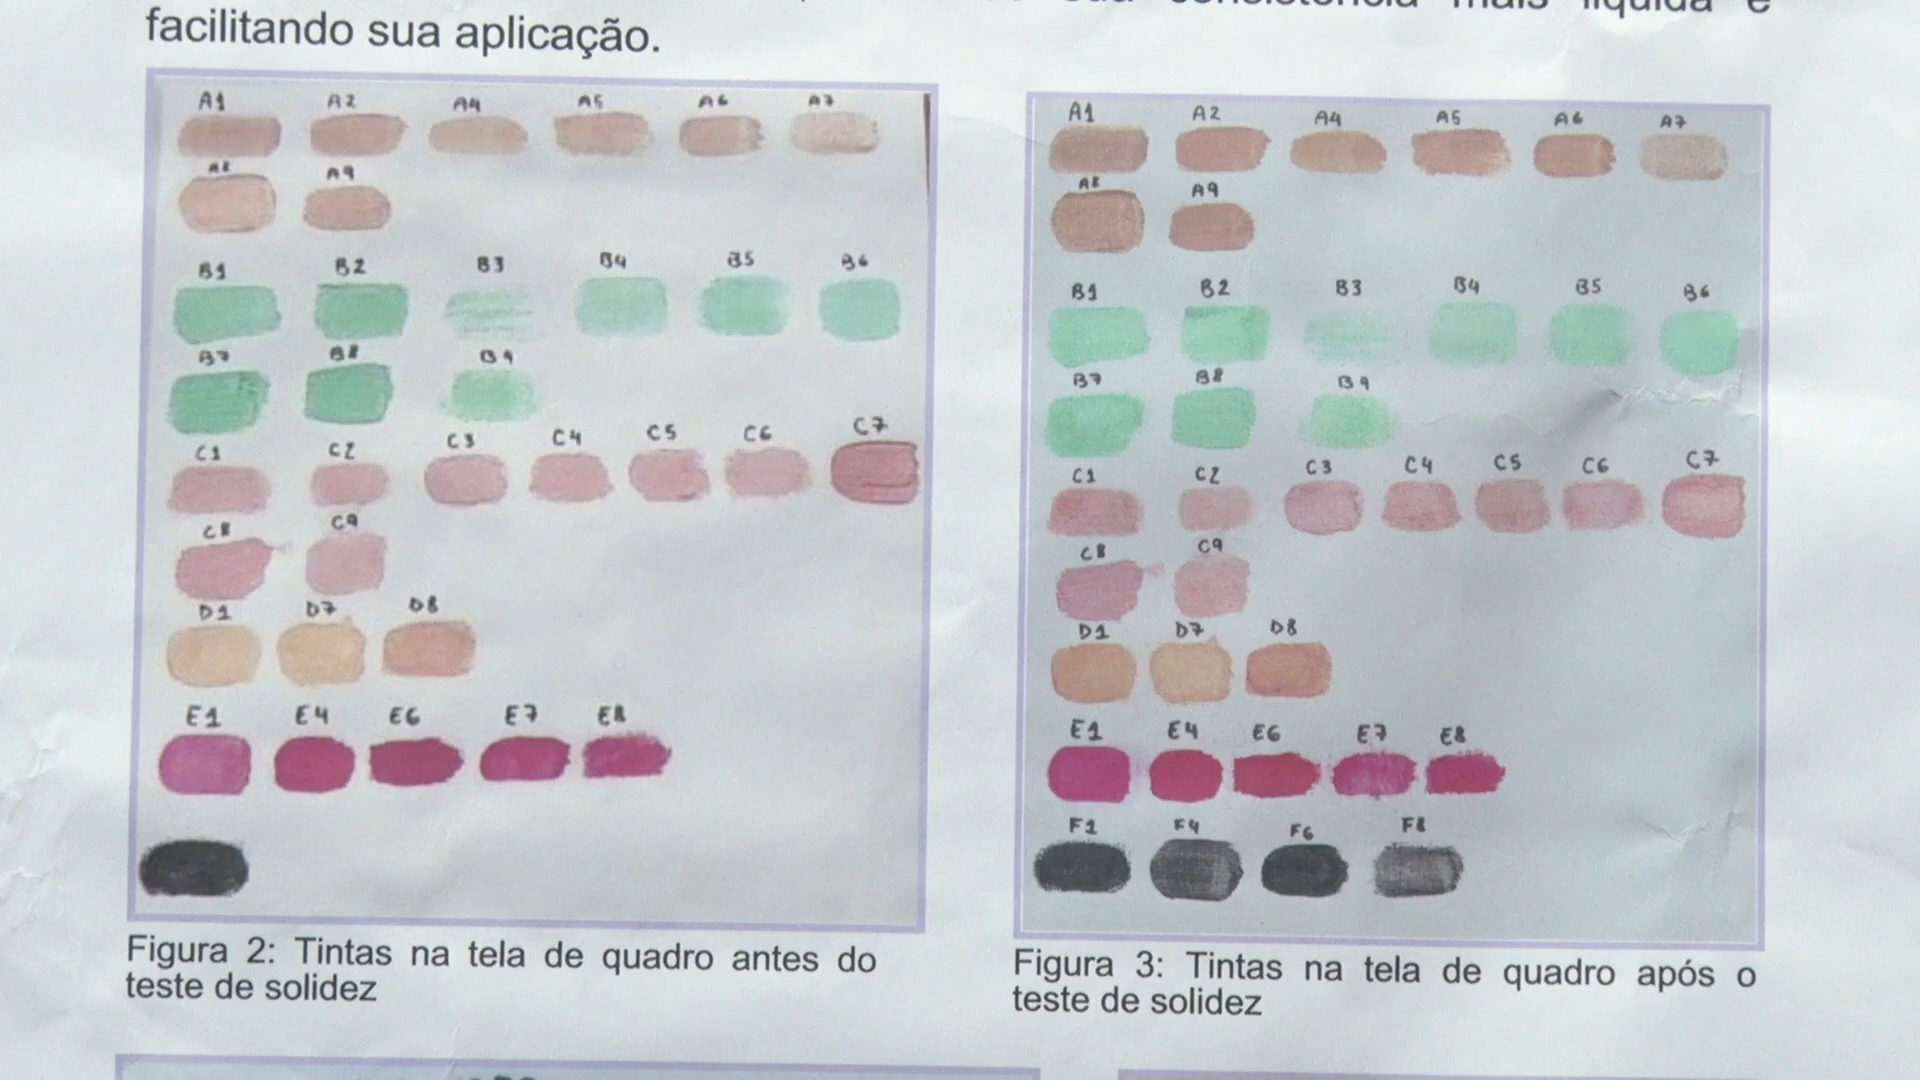 sua consistência mais líquida e
facilitando sua aplicação.
A1 A2 A4 A5 A6 A7
A8 A9
B1 B2 B3 B4 B5 B6
B7 B8 B9
C1 C2 C3 C4 C5 C6 C7
C8 C9
D1 D7 D8
E1 E4 E6 E7 E8
Figura 2: Tintas na tela de quadro antes do
teste de solidez
A1 A2 A4 A5 A6 A7
A8 A9
B1 B2 B3 B4 B5 B6
B7 B8 B9
C1 C2 C3 C4 C5 C6 C7
C8 C9
D1 D7 D8
E1 E4 E6 E7 E8
F1 F4 F6 F8
Figura 3: Tintas na tela de quadro após o
teste de solidez